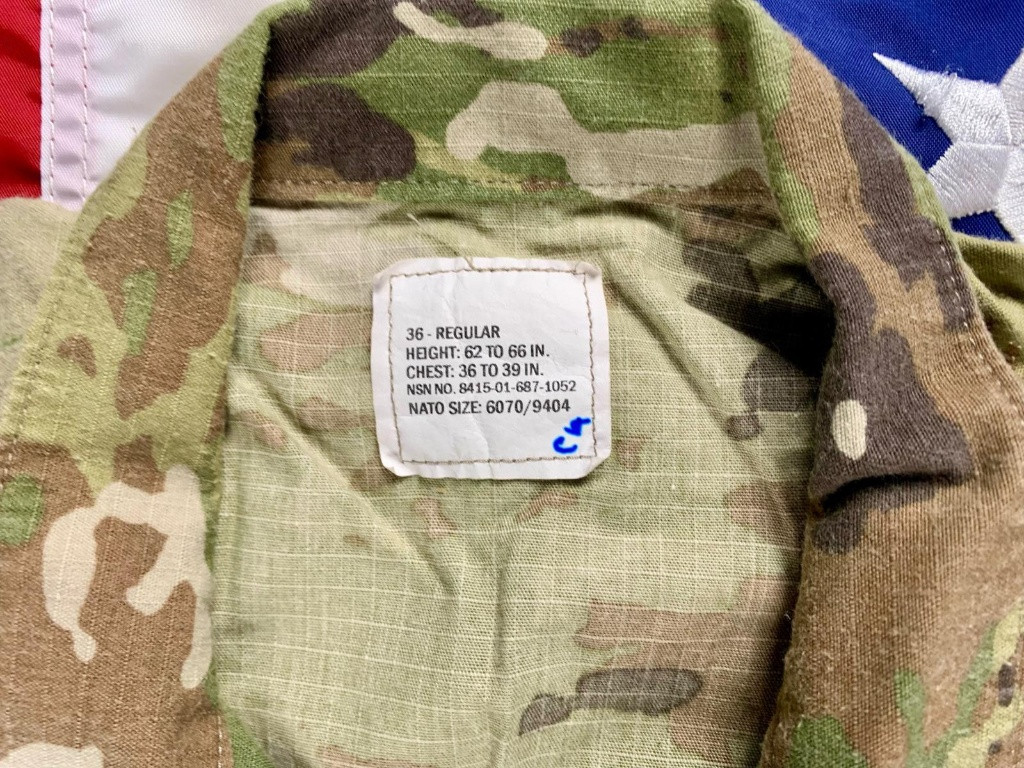 36 - REGULAR
HEIGHT: 62 TO 66 IN.
CHEST: 36 TO 39 IN.
NSN NO. 8415-01-687-1052
NATO SIZE: 6070/9404